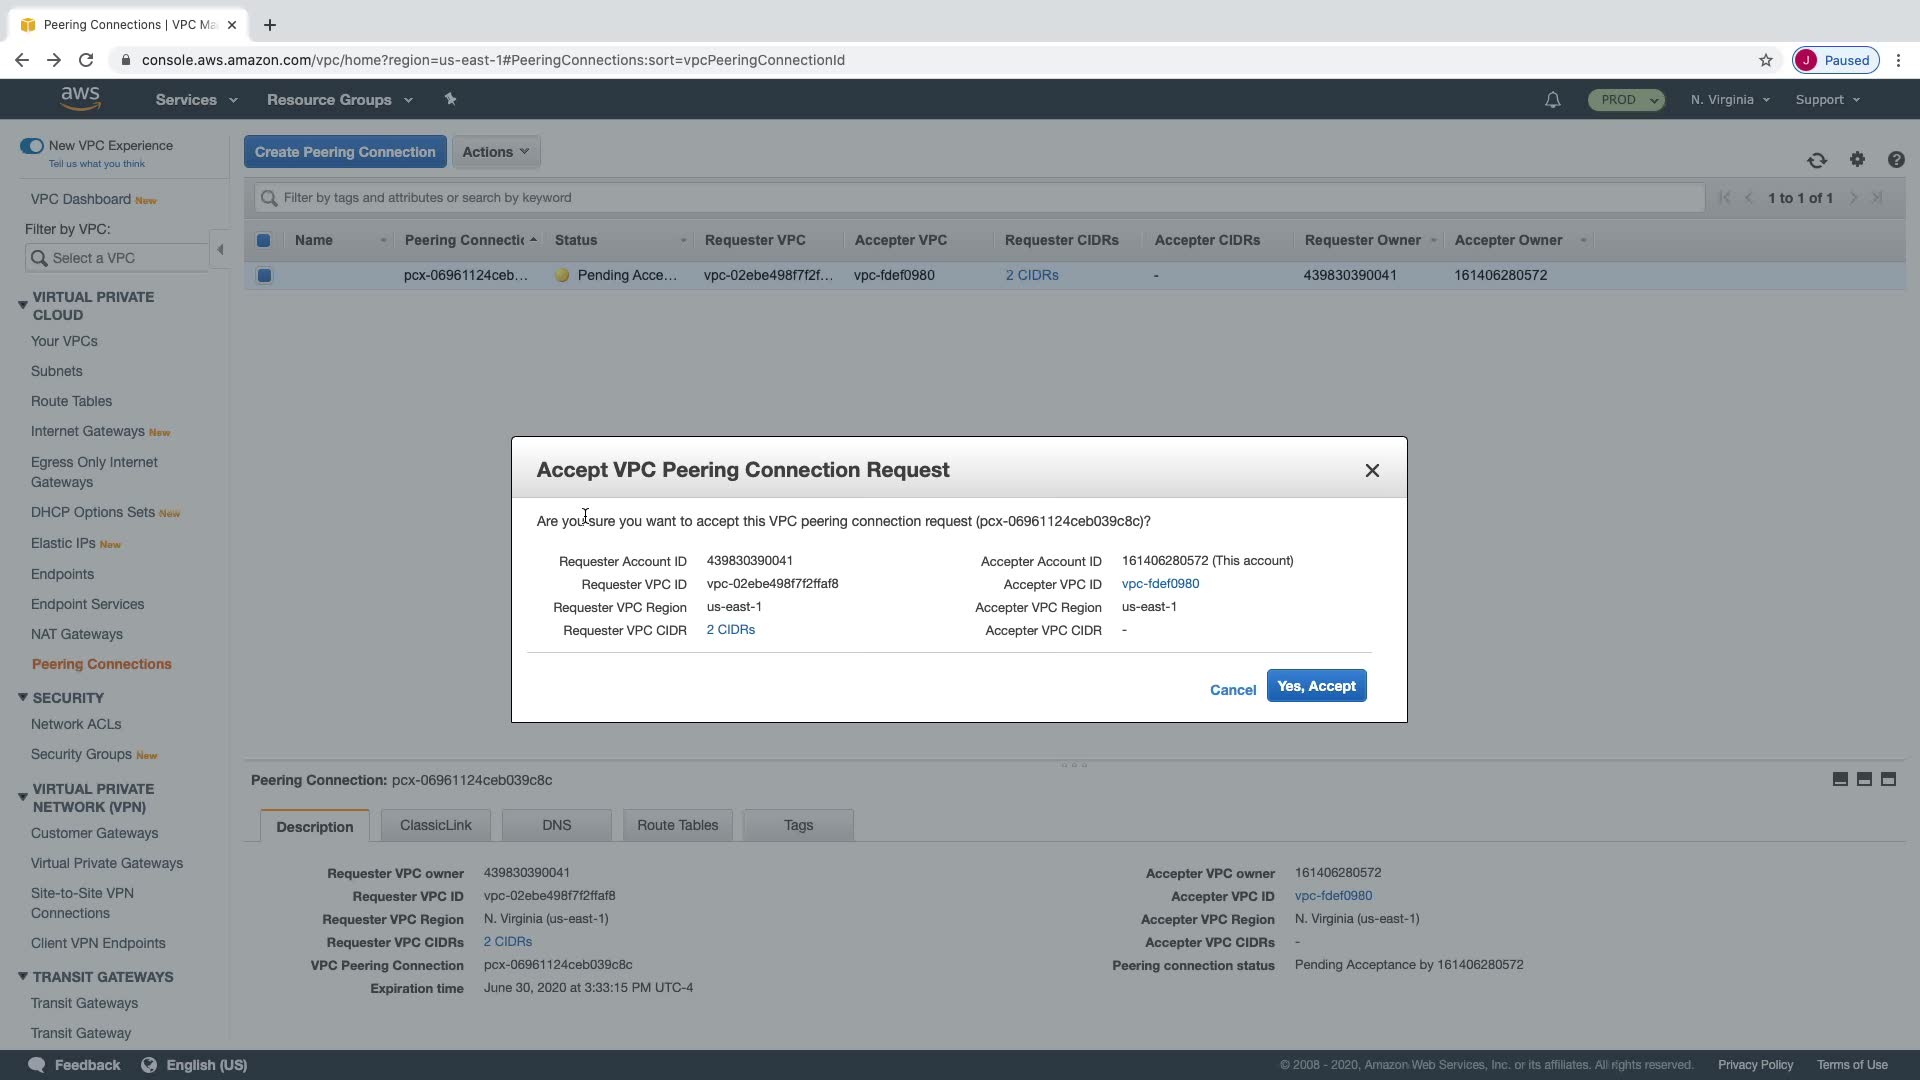 Peering Connections | VPC Ma
console.aws.amazon.com/vpc/home?region=us-east-1#PeeringConnections:sort=vpcPeeringConnectionId
J Paused
aws Services Resource Groups PROD N. Virginia Support
New VPC Experience
Tell us what you think
VPC Dashboard New
Filter by VPC:
Select a VPC
VIRTUAL PRIVATE
CLOUD
Your VPCs
Subnets
Route Tables
Internet Gateways New
Egress Only Internet
Gateways
DHCP Options Sets New
Elastic IPs New
Endpoints
Endpoint Services
NAT Gateways
Peering Connections
SECURITY
Network ACLs
Security Groups New
VIRTUAL PRIVATE
NETWORK (VPN)
Customer Gateways
Virtual Private Gateways
Site-to-Site VPN
Connections
Client VPN Endpoints
TRANSIT GATEWAYS
Transit Gateways
Transit Gateway
Create Peering Connection Actions
Filter by tags and attributes or search by keyword 1 to 1 of 1
Name Peering Connectic Status Requester VPC Accepter VPC Requester CIDRs Accepter CIDRs Requester Owner Accepter Owner
pcx-06961124ceb... Pending Acce... vpc-02ebe498f7f2f... vpc-fdef0980 2 CIDRs - 439830390041 161406280572
Accept VPC Peering Connection Request
Are you sure you want to accept this VPC peering connection request (pcx-06961124ceb039c8c)?
Requester Account ID 439830390041 Accepter Account ID 161406280572 (This account)
Requester VPC ID vpc-02ebe498f7f2ffaf8 Accepter VPC ID vpc-fdef0980
Requester VPC Region us-east-1 Accepter VPC Region us-east-1
Requester VPC CIDR 2 CIDRs Accepter VPC CIDR -
Cancel Yes, Accept
Peering Connection: pcx-06961124ceb039c8c
Description ClassicLink DNS Route Tables Tags
Requester VPC owner 439830390041 Accepter VPC owner 161406280572
Requester VPC ID vpc-02ebe498f7f2ffaf8 Accepter VPC ID vpc-fdef0980
Requester VPC Region N. Virginia (us-east-1) Accepter VPC Region N. Virginia (us-east-1)
Requester VPC CIDRs 2 CIDRs Accepter VPC CIDRs -
VPC Peering Connection pcx-06961124ceb039c8c Peering connection status Pending Acceptance by 161406280572
Expiration time June 30, 2020 at 3:33:15 PM UTC-4
Feedback English (US) © 2008 - 2020, Amazon Web Services, Inc. or its affiliates. All rights reserved. Privacy Policy Terms of Use